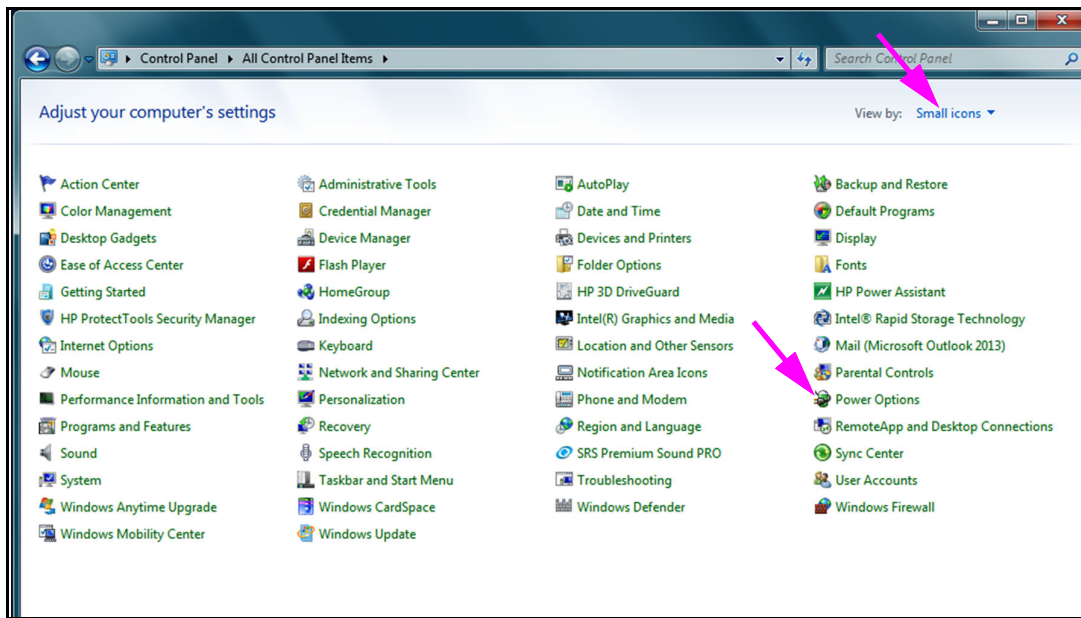 Control Panel ▸ All Control Panel Items ▸
Search Control Panel
Adjust your computer's settings
View by: Small icons
Action Center
Administrative Tools
AutoPlay
Backup and Restore
Color Management
Credential Manager
Date and Time
Default Programs
Desktop Gadgets
Device Manager
Devices and Printers
Display
Ease of Access Center
Flash Player
Folder Options
Fonts
Getting Started
HomeGroup
HP 3D DriveGuard
HP Power Assistant
HP ProtectTools Security Manager
Indexing Options
Intel(R) Graphics and Media
Intel® Rapid Storage Technology
Internet Options
Keyboard
Location and Other Sensors
Mail (Microsoft Outlook 2013)
Mouse
Network and Sharing Center
Notification Area Icons
Parental Controls
Performance Information and Tools
Personalization
Phone and Modem
Power Options
Programs and Features
Recovery
Region and Language
RemoteApp and Desktop Connections
Sound
Speech Recognition
SRS Premium Sound PRO
Sync Center
System
Taskbar and Start Menu
Troubleshooting
User Accounts
Windows Anytime Upgrade
Windows CardSpace
Windows Defender
Windows Firewall
Windows Mobility Center
Windows Update